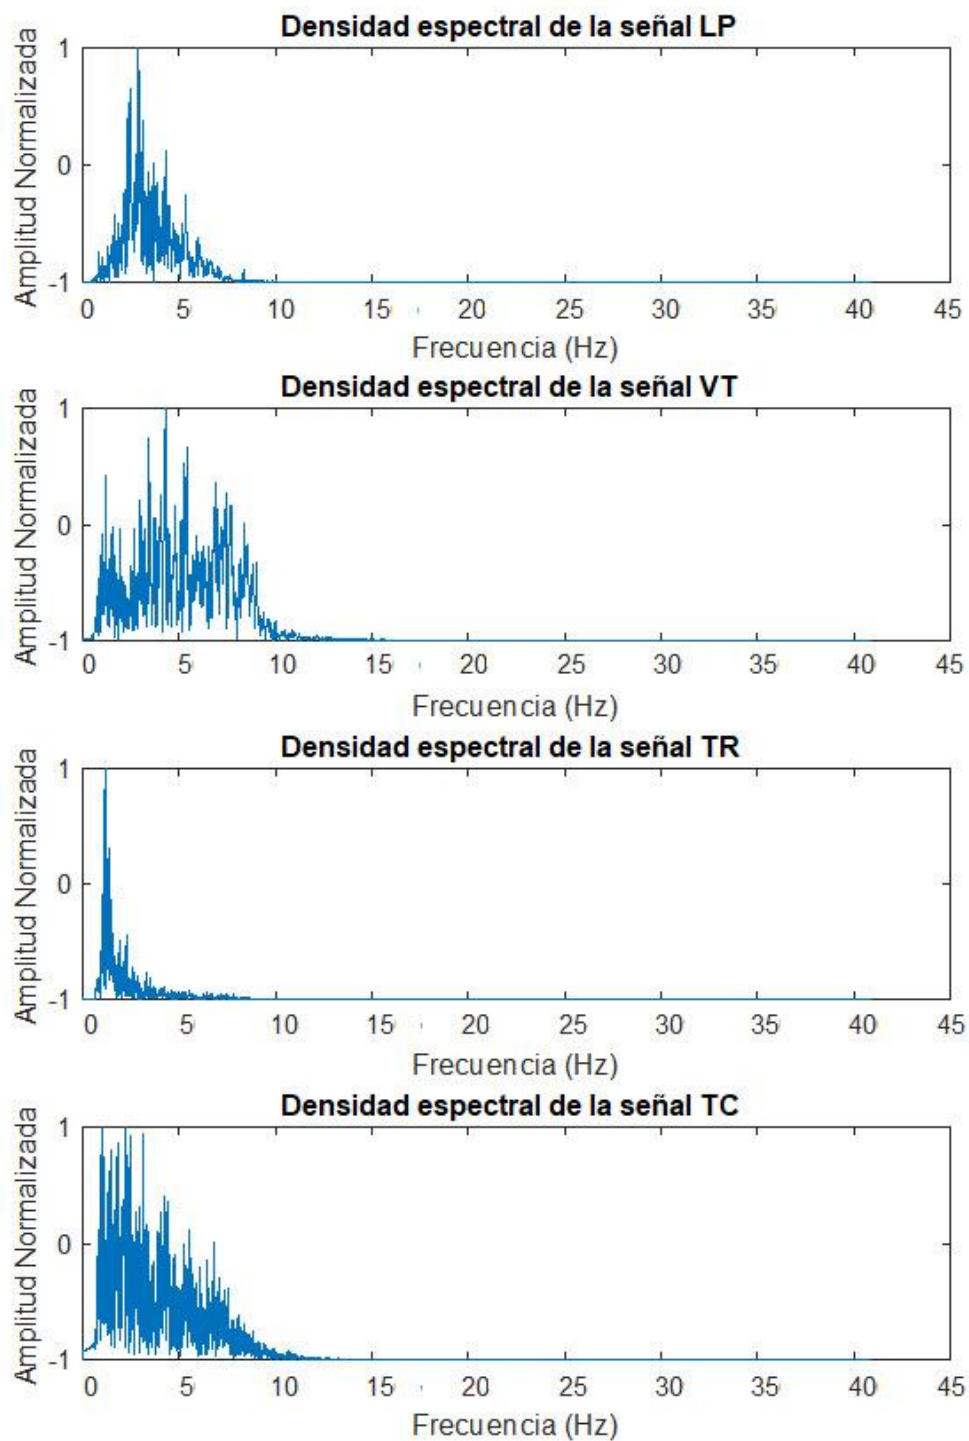 Densidad espectral de la señal LP
Amplitud Normalizada
1
0
-1
0 5 10 15 20 25 30 35 40 45
Frecuencia (Hz)
Densidad espectral de la señal VT
Amplitud Normalizada
1
0
-1
0 5 10 15 20 25 30 35 40 45
Frecuencia (Hz)
Densidad espectral de la señal TR
Amplitud Normalizada
1
0
-1
0 5 10 15 20 25 30 35 40 45
Frecuencia (Hz)
Densidad espectral de la señal TC
Amplitud Normalizada
1
0
-1
0 5 10 15 20 25 30 35 40 45
Frecuencia (Hz)